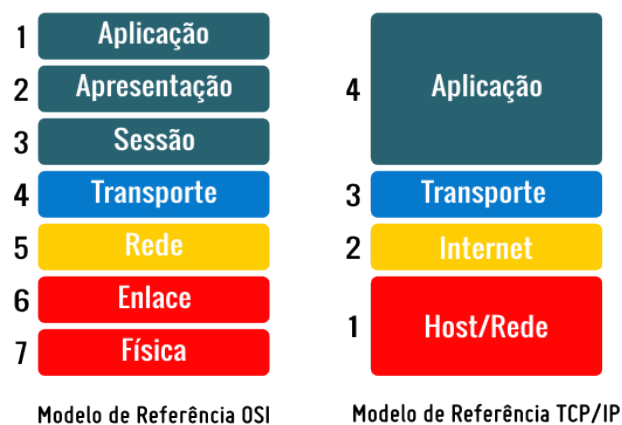 1 Aplicação
2 Apresentação
3 Sessão
4 Transporte
5 Rede
6 Enlace
7 Física
Modelo de Referência OSI
4 Aplicação
3 Transporte
2 Internet
1 Host/Rede
Modelo de Referência TCP/IP